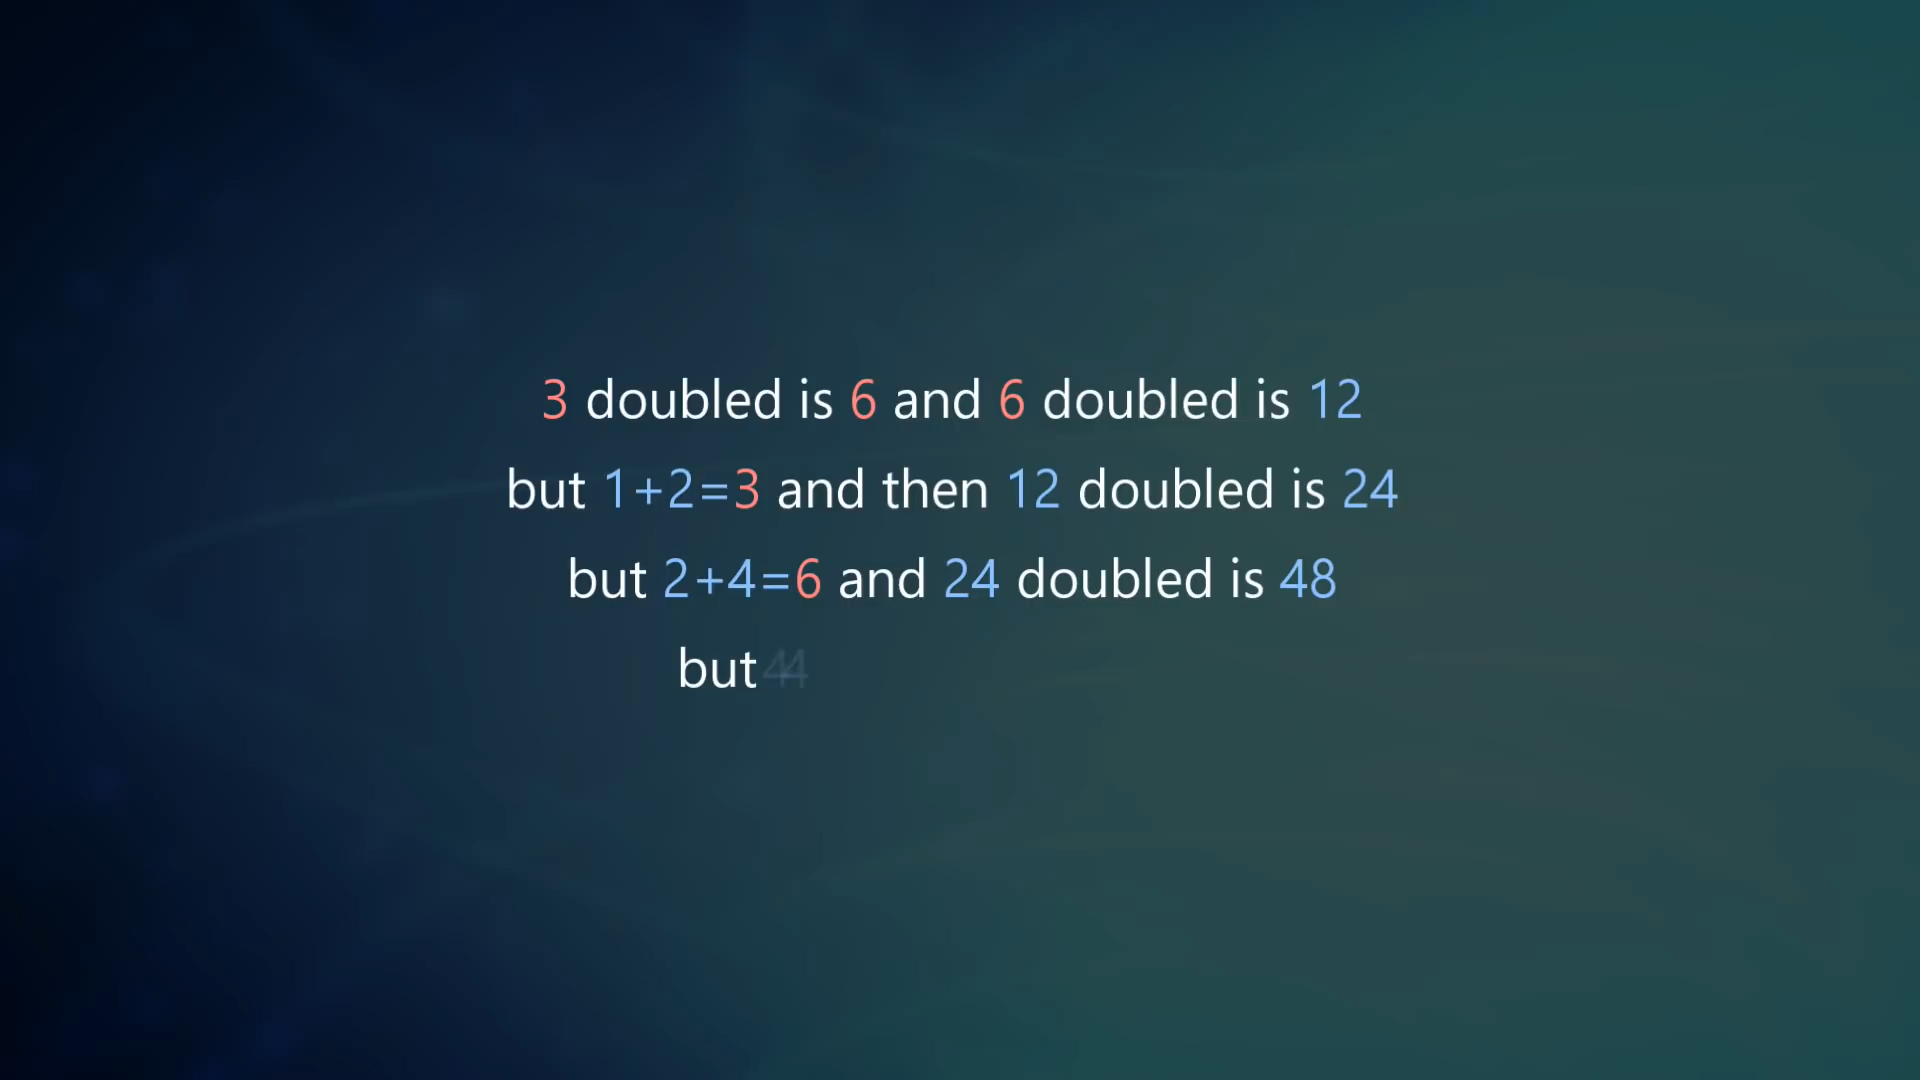 3 doubled is 6 and 6 doubled is 12
but 1+2=3 and then 12 doubled is 24
but 2+4=6 and 24 doubled is 48
but